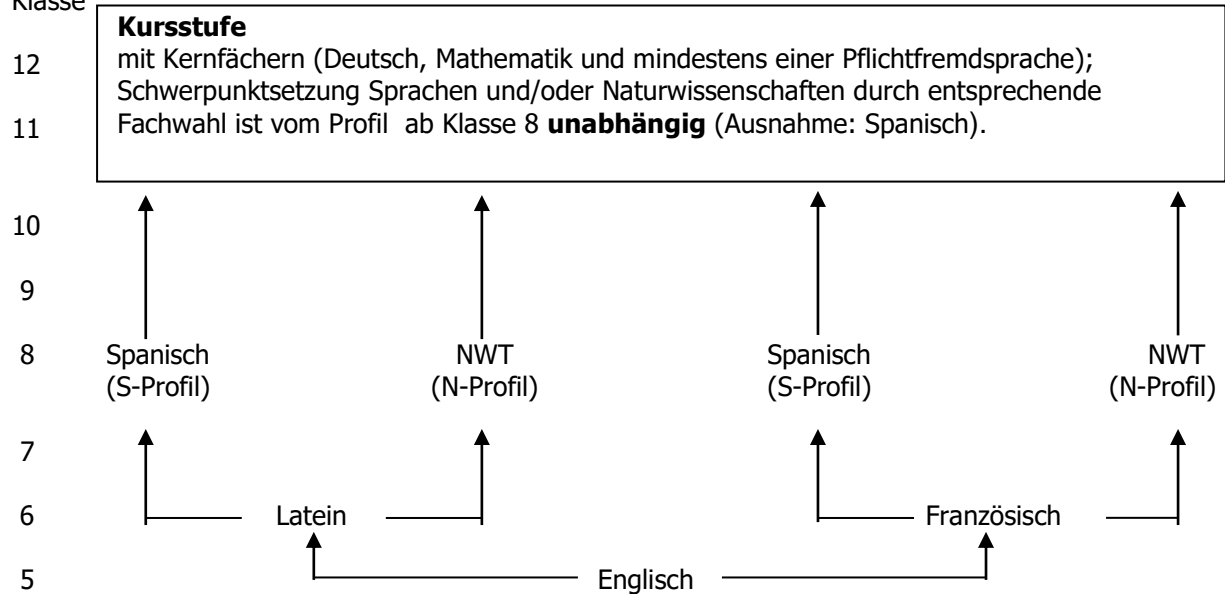 Klasse
Kursstufe
12 mit Kernfächern (Deutsch, Mathematik und mindestens einer Pflichtfremdsprache);
Schwerpunktsetzung Sprachen und/oder Naturwissenschaften durch entsprechende
11 Fachwahl ist vom Profil ab Klasse 8 unabhängig (Ausnahme: Spanisch).
10
9
8 Spanisch NWT Spanisch NWT
(S-Profil) (N-Profil) (S-Profil) (N-Profil)
7
6 Latein Französisch
5 Englisch